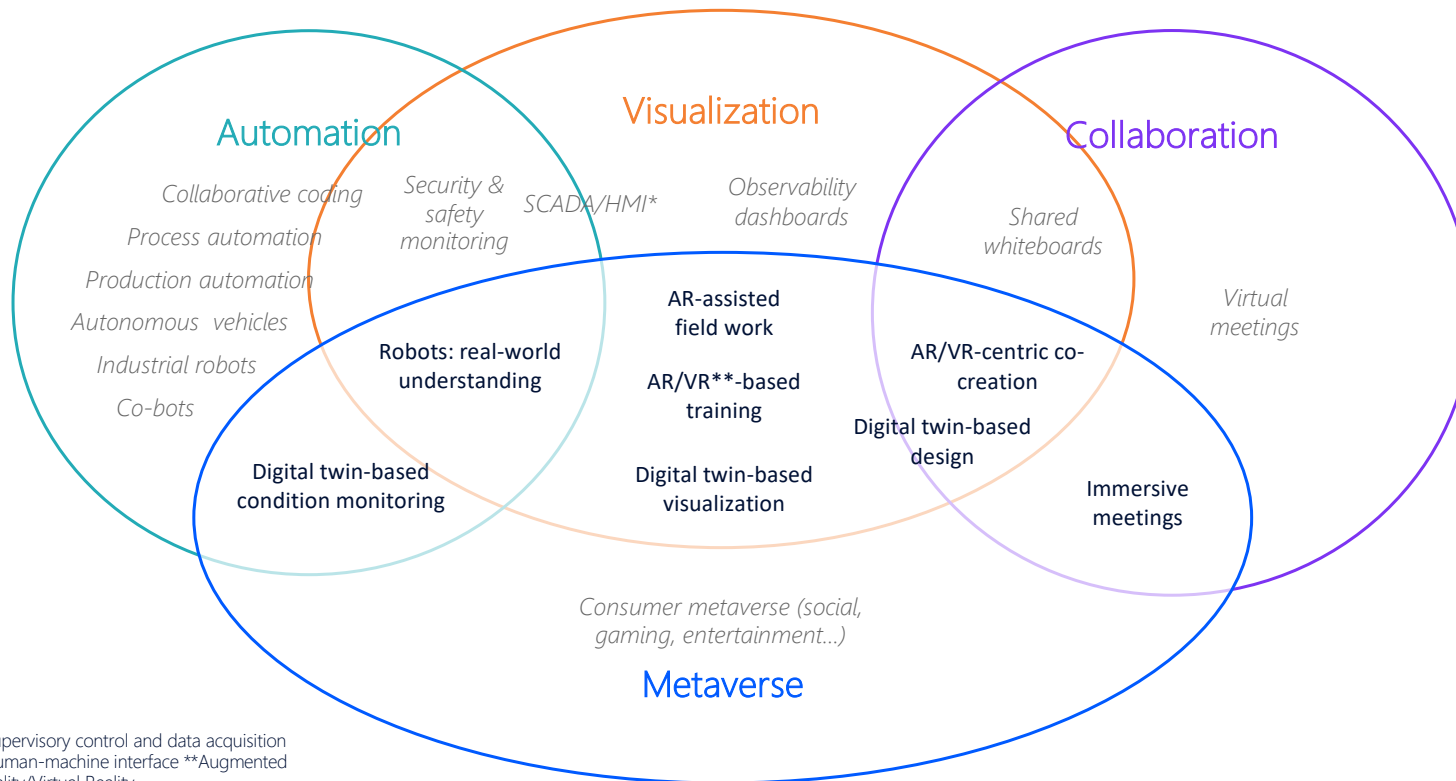 Visualization
Automation
Collaboration
Collaborative coding
Process automation
Production automation
Autonomous  vehicles
Industrial robots
Co-bots
Security &
safety
monitoring
SCADA/HMI*
Observability
dashboards
Shared
whiteboards
Virtual
meetings
AR-assisted
field work
Robots: real-world
understanding
AR/VR**-based
training
AR/VR-centric co-
creation
Digital twin-based
design
Digital twin-based
condition monitoring
Digital twin-based
visualization
Immersive
meetings
Consumer metaverse (social,
gaming, entertainment…)
Metaverse
control and data acquisition
interface **Augmented
Reality